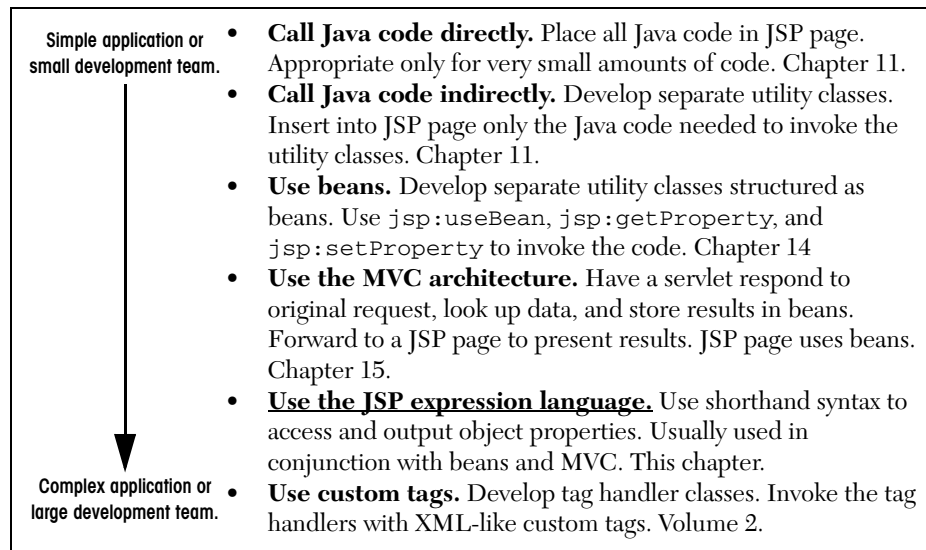 Simple application or
small development team.
• Call Java code directly. Place all Java code in JSP page.
Appropriate only for very small amounts of code. Chapter 11.
• Call Java code indirectly. Develop separate utility classes.
Insert into JSP page only the Java code needed to invoke the
utility classes. Chapter 11.
• Use beans. Develop separate utility classes structured as
beans. Use jsp:useBean, jsp:getProperty, and
jsp:setProperty to invoke the code. Chapter 14
• Use the MVC architecture. Have a servlet respond to
original request, look up data, and store results in beans.
Forward to a JSP page to present results. JSP page uses beans.
Chapter 15.
• Use the JSP expression language. Use shorthand syntax to
access and output object properties. Usually used in
conjunction with beans and MVC. This chapter.
Complex application or
large development team.
• Use custom tags. Develop tag handler classes. Invoke the tag
handlers with XML-like custom tags. Volume 2.